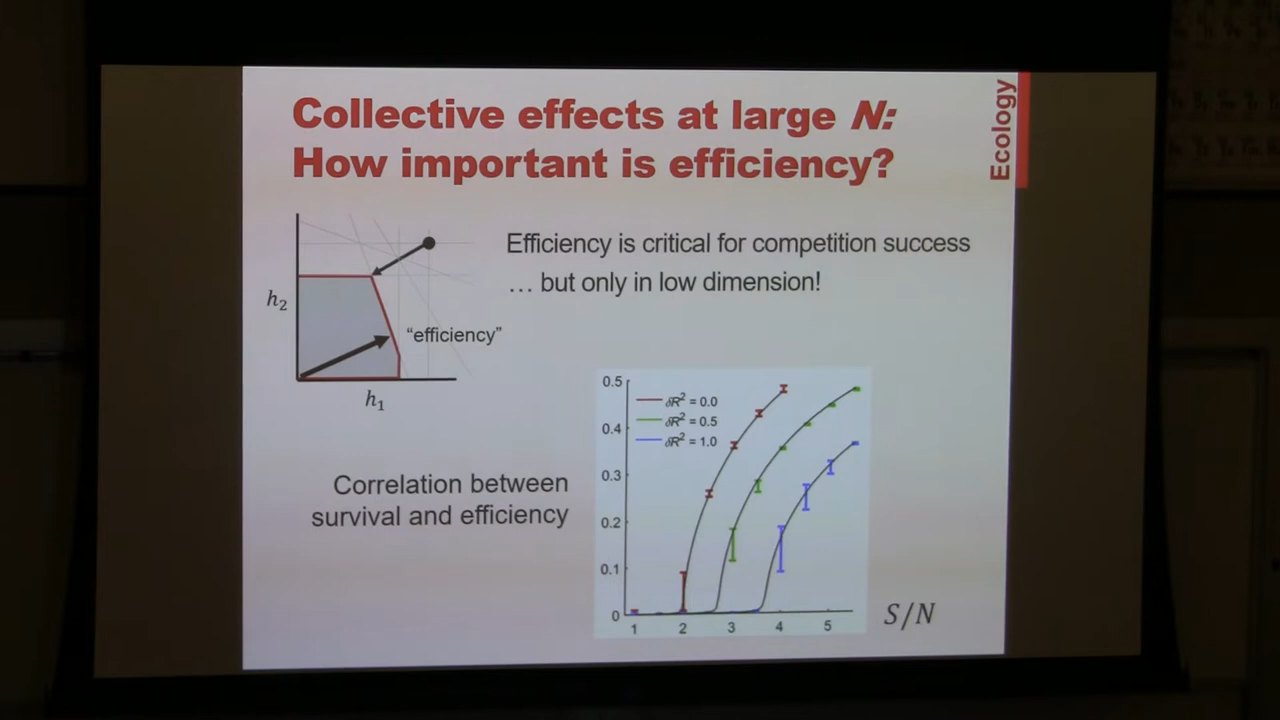 Collective effects at large N:
How important is efficiency?
Ecology
Efficiency is critical for competition success
… but only in low dimension!
h₂
"efficiency"
h₁
Correlation between
survival and efficiency
0.5
0.4
0.3
0.2
0.1
0
δR² = 0.0
δR² = 0.5
δR² = 1.0
1 2 3 4 5
S/N